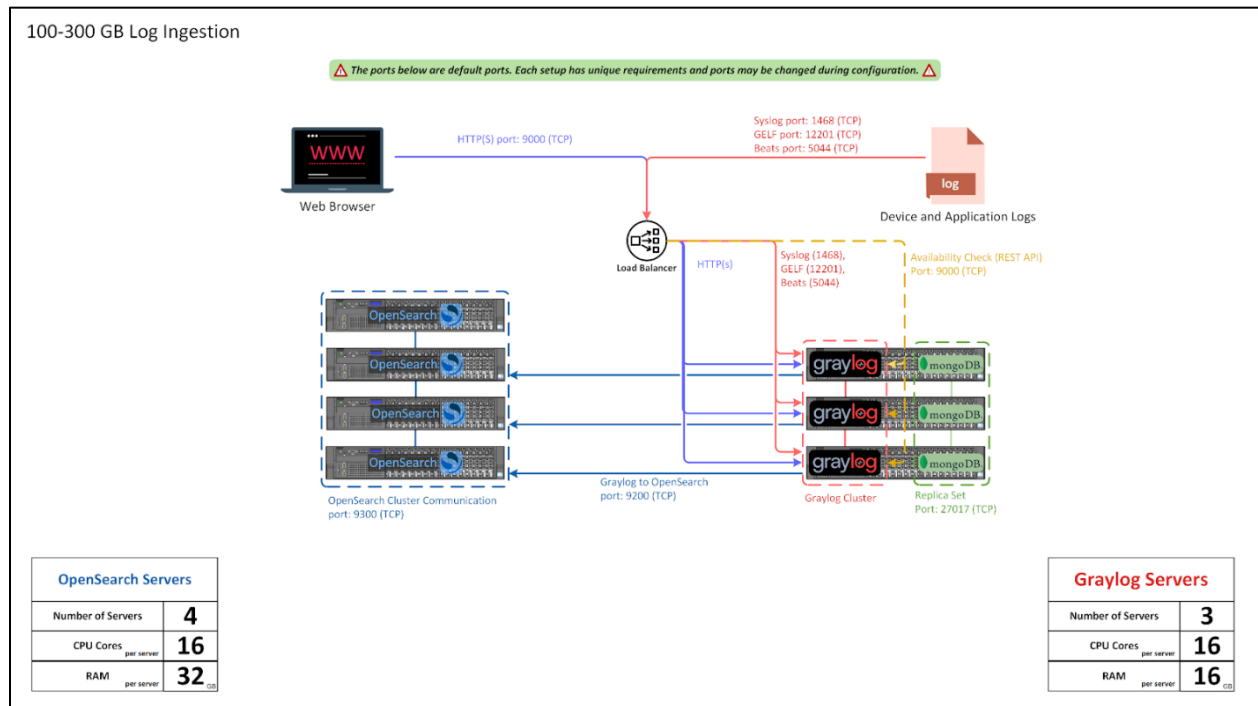 100-300 GB Log Ingestion
The ports below are default ports. Each setup has unique requirements and ports may be changed during configuration.
WWW
Web Browser
HTTP(S) port: 9000 (TCP)
Syslog port: 1468 (TCP)
GELF port: 12201 (TCP)
Beats port: 5044 (TCP)
log
Device and Application Logs
Load Balancer
HTTP(s)
Syslog (1468),
GELF (12201),
Beats (5044)
Availability Check (REST API)
Port: 9000 (TCP)
OpenSearch
OpenSearch
OpenSearch
OpenSearch
graylog
mongoDB
graylog
mongoDB
graylog
mongoDB
OpenSearch Cluster Communication
port: 9300 (TCP)
Graylog to OpenSearch
port: 9200 (TCP)
Graylog Cluster
Replica Set
Port: 27017 (TCP)
OpenSearch Servers
Number of Servers 4
CPU Cores per server 16
RAM per server 32 GB
Graylog Servers
Number of Servers 3
CPU Cores per server 16
RAM per server 16 GB